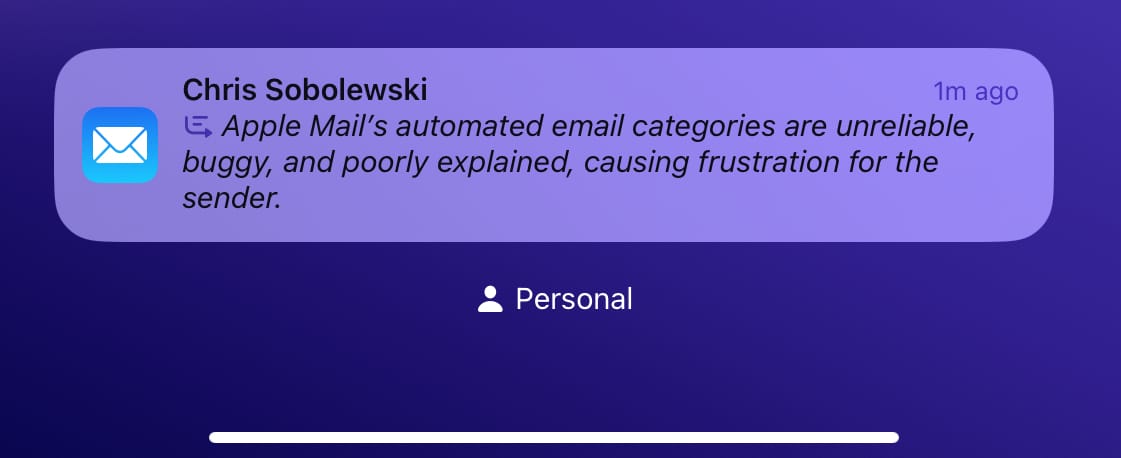 Chris Sobolewski
1m ago
Apple Mail’s automated email categories are unreliable,
buggy, and poorly explained, causing frustration for the
sender.
Personal